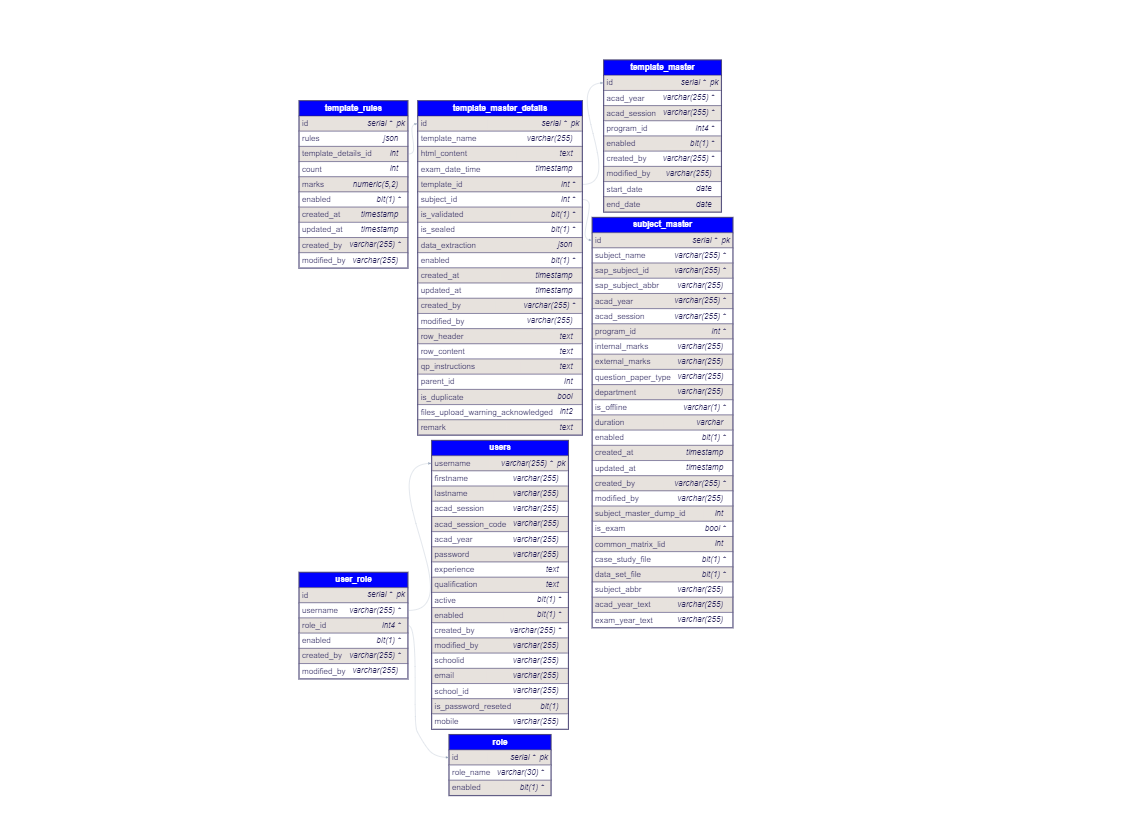 template_master
id serial * pk
acad_year varchar(255) *
acad_session varchar(255) *
program_id int4 *
enabled bit(1) *
created_by varchar(255) *
modified_by varchar(255)
start_date date
end_date date
template_rules
id serial * pk
rules json
template_details_id int
count int
marks numeric(5,2)
enabled bit(1) *
created_at timestamp
updated_at timestamp
created_by varchar(255) *
modified_by varchar(255)
template_master_details
id serial * pk
template_name varchar(255)
html_content text
exam_date_time timestamp
template_id int *
subject_id int *
is_validated bit(1) *
is_sealed bit(1) *
data_extraction json
enabled bit(1) *
created_at timestamp
updated_at timestamp
created_by varchar(255) *
modified_by varchar(255)
row_header text
row_content text
qp_instructions text
parent_id int
is_duplicate bool
files_upload_warning_acknowledged int2
remark text
subject_master
id serial * pk
subject_name varchar(255) *
sap_subject_id varchar(255) *
sap_subject_abbr varchar(255)
acad_year varchar(255) *
acad_session varchar(255) *
program_id int *
internal_marks varchar(255)
external_marks varchar(255)
question_paper_type varchar(255)
department varchar(255)
is_offline varchar(1) *
duration varchar
enabled bit(1) *
created_at timestamp
updated_at timestamp
created_by varchar(255) *
modified_by varchar(255)
subject_master_dump_id int
is_exam bool *
common_matrix_lid int
case_study_file bit(1) *
data_set_file bit(1) *
subject_abbr varchar(255)
acad_year_text varchar(255)
exam_year_text varchar(255)
users
username varchar(255) * pk
firstname varchar(255)
lastname varchar(255)
acad_session varchar(255)
acad_session_code varchar(255)
acad_year varchar(255)
password varchar(255)
experience text
qualification text
active bit(1) *
enabled bit(1) *
created_by varchar(255) *
modified_by varchar(255)
schoolid varchar(255)
email varchar(255)
school_id varchar(255)
is_password_reseted bit(1)
mobile varchar(255)
user_role
id serial * pk
username varchar(255) *
role_id int4 *
enabled bit(1) *
created_by varchar(255) *
modified_by varchar(255)
role
id serial * pk
role_name varchar(30) *
enabled bit(1) *